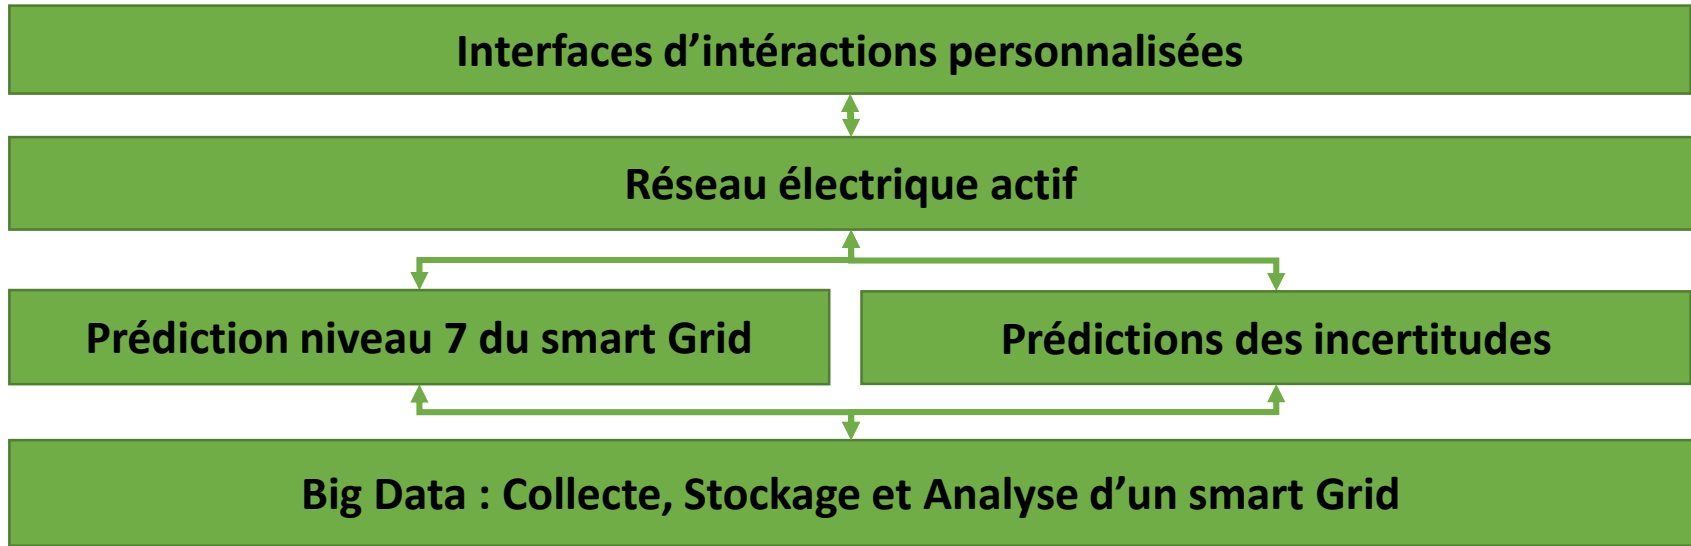 Interfaces d’intéractions personnalisées
Réseau électrique actif
Prédiction niveau 7 du smart Grid
Prédictions des incertitudes
Big Data : Collecte, Stockage et Analyse d’un smart Grid